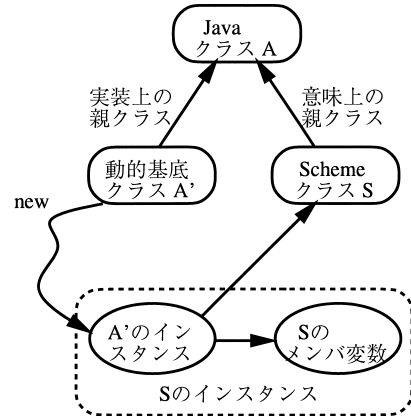 Java
クラス A
実装上の
親クラス
意味上の
親クラス
動的基底
クラス A'
Scheme
クラス S
new
A'のイン
スタンス
Sの
メンバ変数
Sのインスタンス